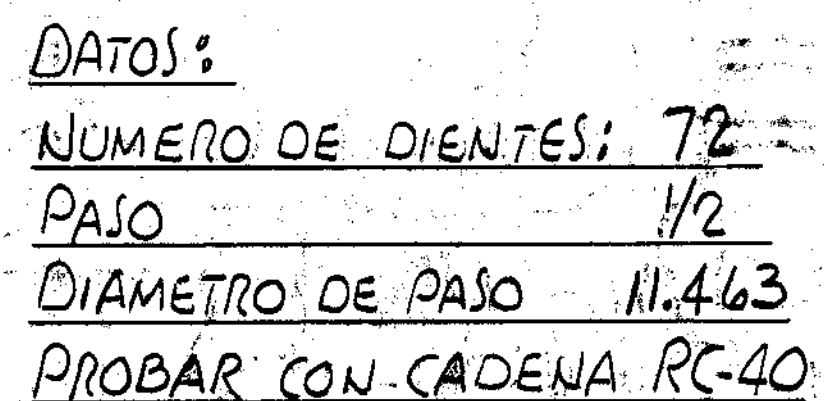 DATOS:
NUMERO DE DIENTES: 72
PASO 1/2
DIAMETRO DE PASO 11.463
PROBAR CON CADENA RC-40